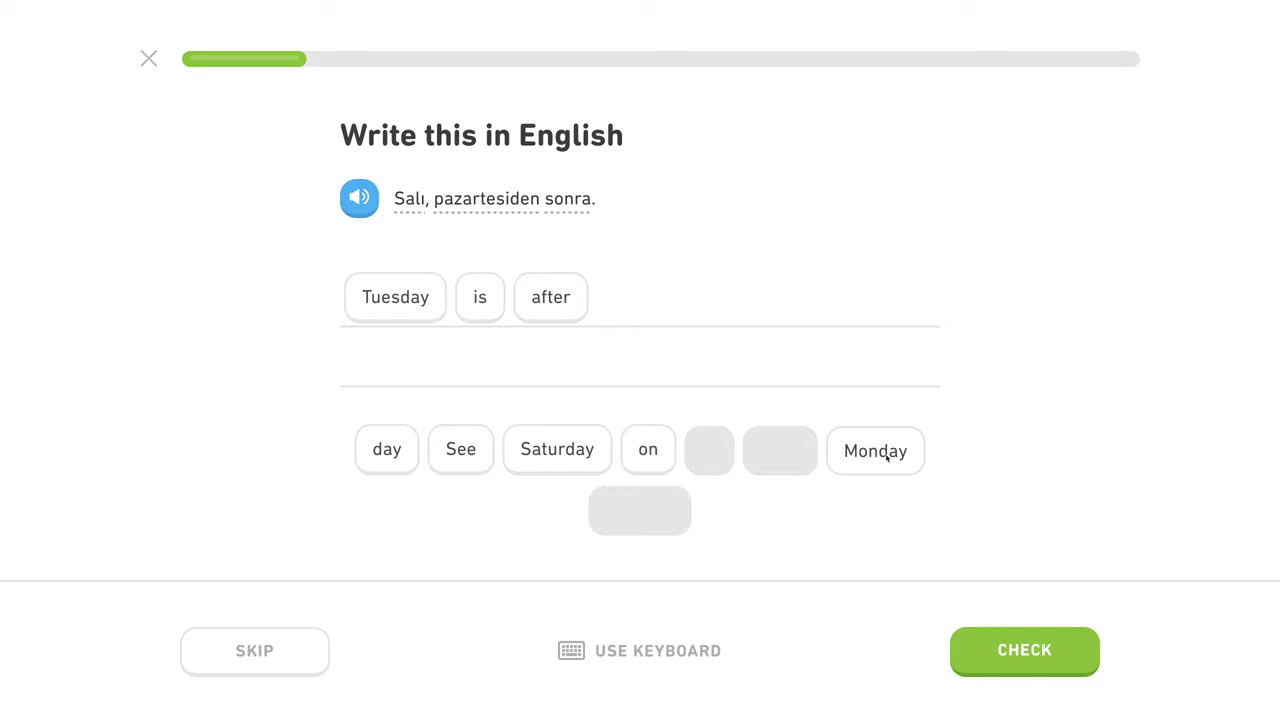 Write this in English
Salı, pazartesiden sonra.
Tuesday is after
day See Saturday on Monday
SKIP USE KEYBOARD CHECK